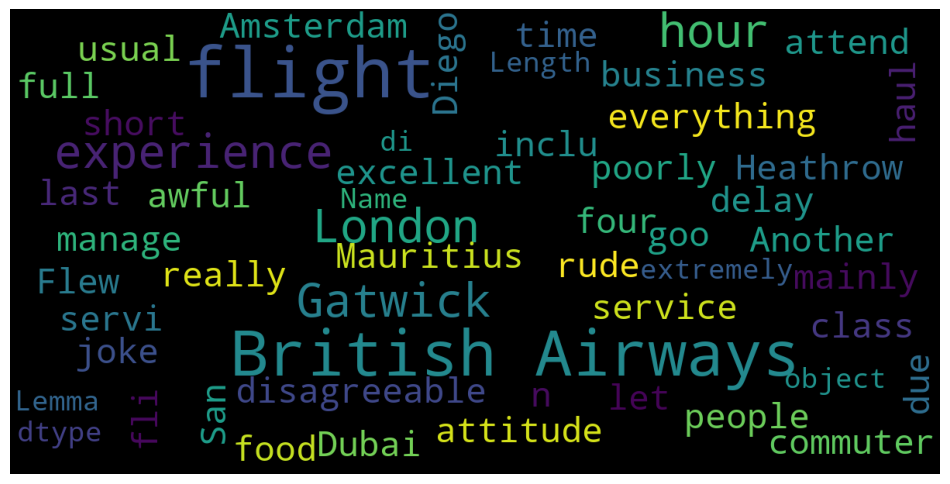 Amsterdam
Diego
time
hour
attend
usual
flight
Length
business
haul
full
short
everything
experience
di
inclu
excellent
poorly
Heathrow
last
awful
Name
delay
London
four
goo
Another
manage
Mauritius
rude
extremely
mainly
Flew
really
Gatwick
service
servi
class
joke
British Airways
object
due
disagreeable
n
let
Lemma
fli
San
people
dtype
food
Dubai
attitude
commuter